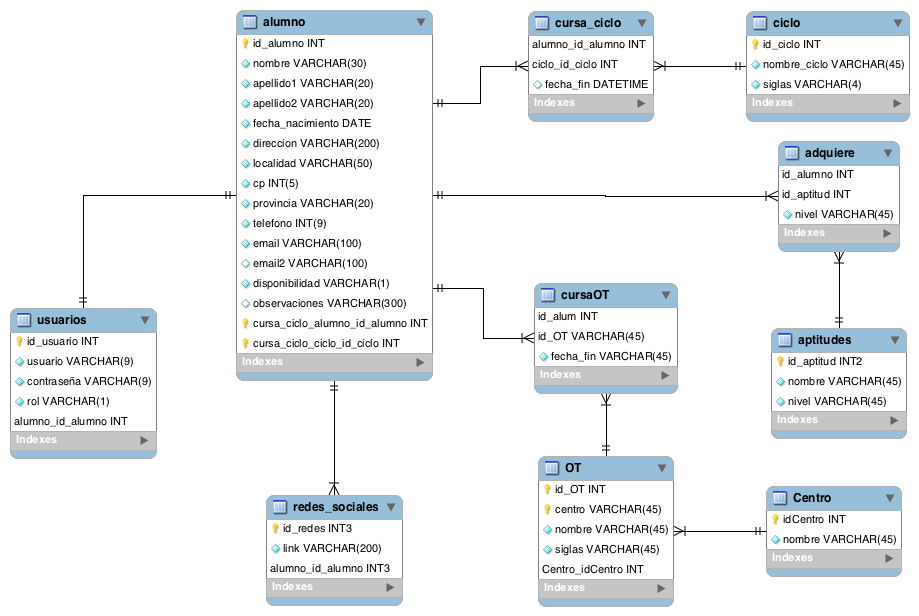 alumno
id_alumno INT
nombre VARCHAR(30)
apellido1 VARCHAR(20)
apellido2 VARCHAR(20)
fecha_nacimiento DATE
direccion VARCHAR(200)
localidad VARCHAR(50)
cp INT(5)
provincia VARCHAR(20)
telefono INT(9)
email VARCHAR(100)
email2 VARCHAR(100)
disponibilidad VARCHAR(1)
observaciones VARCHAR(300)
cursa_ciclo_alumno_id_alumno INT
cursa_ciclo_ciclo_id_ciclo INT
Indexes
cursa_ciclo
alumno_id_alumno INT
ciclo_id_ciclo INT
fecha_fin DATETIME
Indexes
ciclo
id_ciclo INT
nombre_ciclo VARCHAR(45)
siglas VARCHAR(4)
Indexes
adquiere
id_alumno INT
id_aptitud INT
nivel VARCHAR(45)
Indexes
usuarios
id_usuario INT
usuario VARCHAR(9)
contraseña VARCHAR(9)
rol VARCHAR(1)
alumno_id_alumno INT
Indexes
cursaOT
id_alum INT
id_OT VARCHAR(45)
fecha_fin VARCHAR(45)
Indexes
aptitudes
id_aptitud INT2
nombre VARCHAR(45)
nivel VARCHAR(45)
Indexes
redes_sociales
id_redes INT3
link VARCHAR(200)
alumno_id_alumno INT3
Indexes
OT
id_OT INT
centro VARCHAR(45)
nombre VARCHAR(45)
siglas VARCHAR(45)
Centro_idCentro INT
Indexes
Centro
idCentro INT
nombre VARCHAR(45)
Indexes